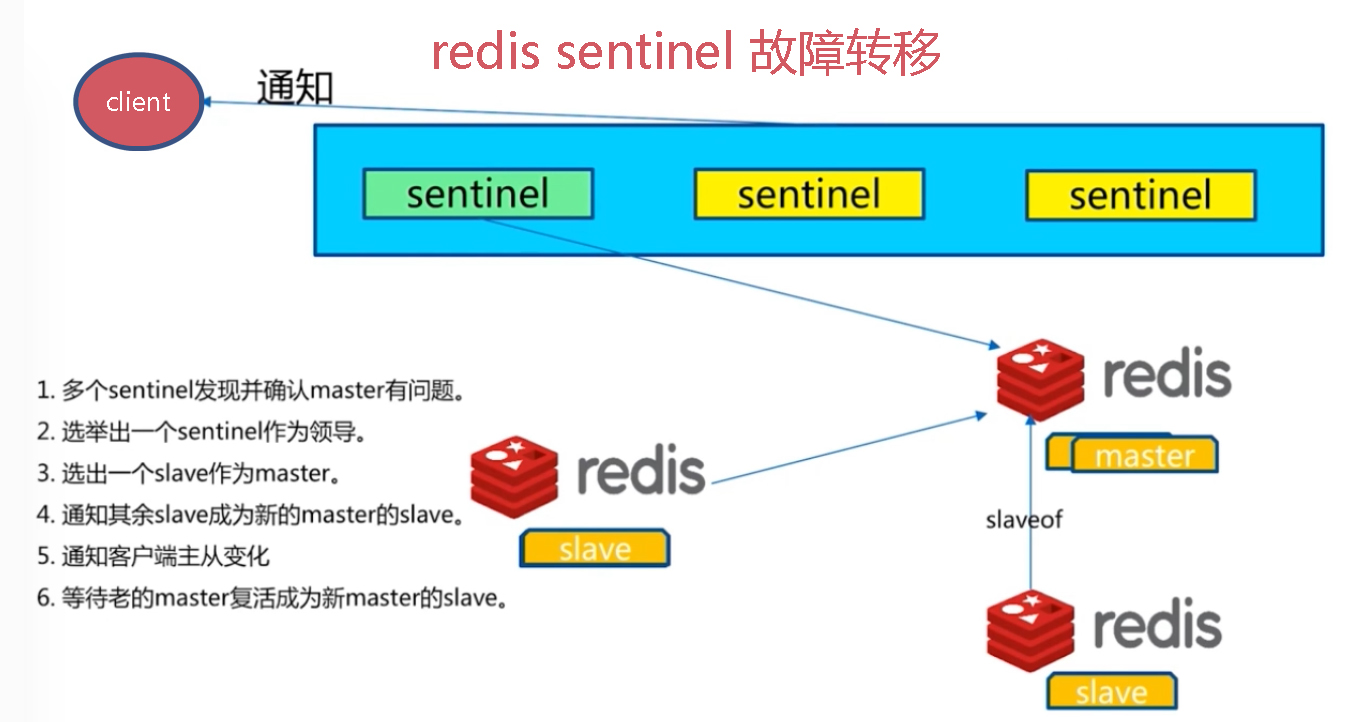 redis sentinel 故障转移
client
通知
sentinel
sentinel
sentinel
redis
master
1. 多个sentinel发现并确认master有问题。
2. 选举出一个sentinel作为领导。
3. 选出一个slave作为master。
4. 通知其余slave成为新的master的slave。
5. 通知客户端主从变化
6. 等待老的master复活成为新master的slave。
redis
slave
slaveof
redis
slave